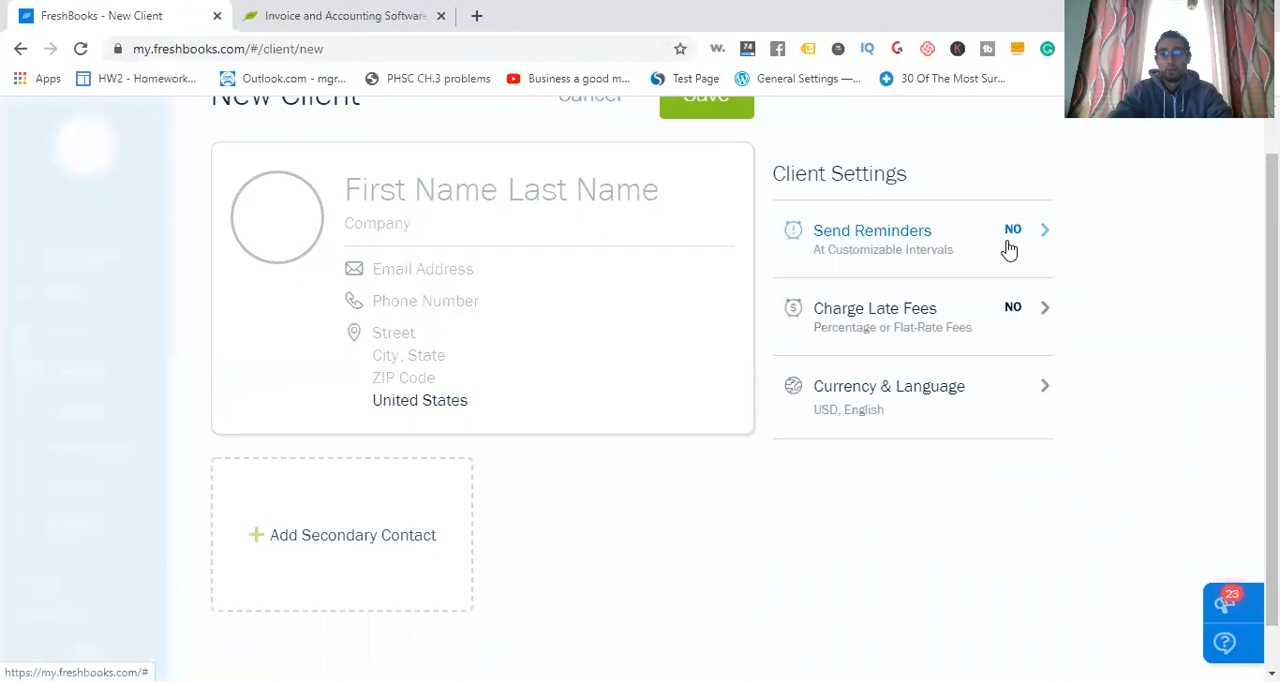 FreshBooks - New Client
Invoice and Accounting Software
my.freshbooks.com/#/client/new
Apps
HW2 - Homework...
Outlook.com - mgr...
PHSC CH.3 problems
Business a good m...
Test Page
General Settings —...
30 Of The Most Sur...
74
IQ
New Client
Cancel
Save
First Name Last Name
Company
Email Address
Phone Number
Street
City, State
ZIP Code
United States
Add Secondary Contact
Client Settings
Send Reminders
NO
At Customizable Intervals
Charge Late Fees
NO
Percentage or Flat-Rate Fees
Currency & Language
USD, English
23
https://my.freshbooks.com/#